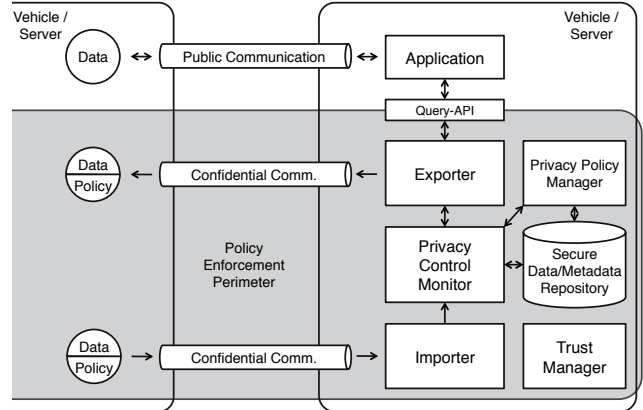 Vehicle /
Server
Vehicle /
Server
Data
Public Communication
Application
Query-API
Data
Policy
Confidential Comm.
Exporter
Privacy Policy
Manager
Policy
Enforcement
Perimeter
Privacy
Control
Monitor
Secure
Data/Metadata
Repository
Data
Policy
Confidential Comm.
Importer
Trust
Manager